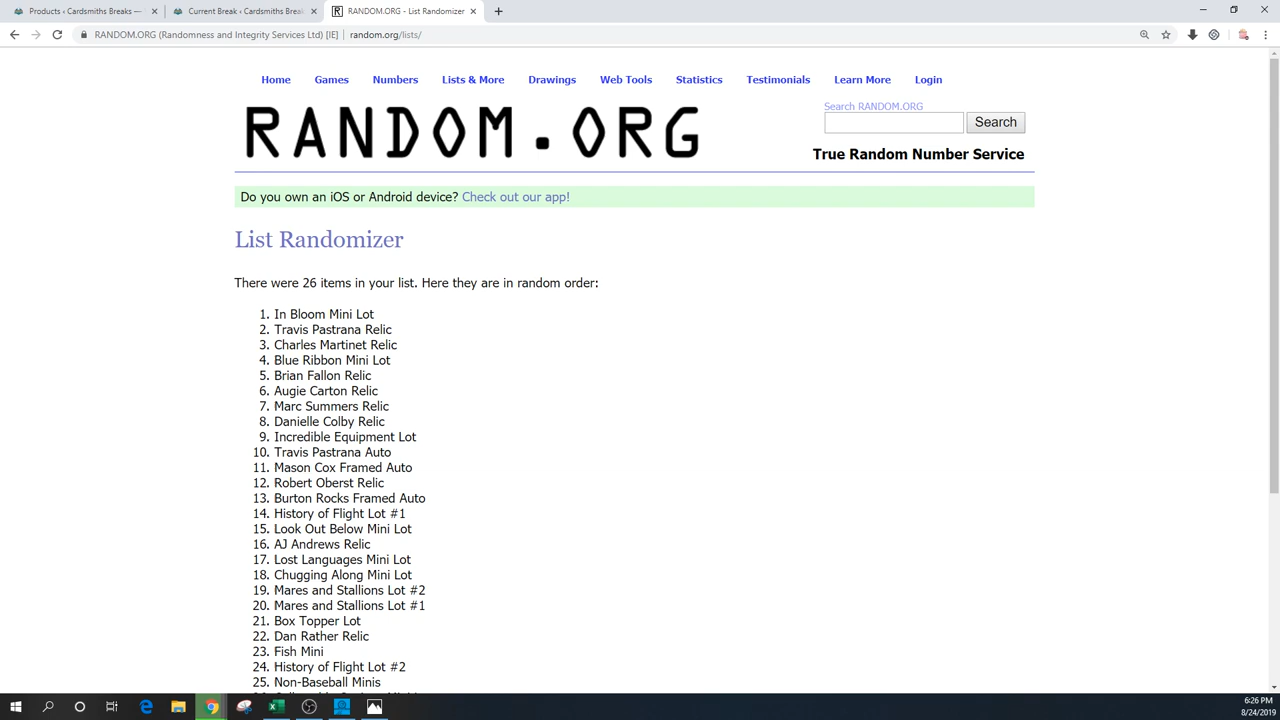 Products ‹ Cardsmiths Breaks —
Current Break ‹ Cardsmiths Break
RANDOM.ORG - List Randomizer
RANDOM.ORG (Randomness and Integrity Services Ltd) [IE] | random.org/lists/
Home Games Numbers Lists & More Drawings Web Tools Statistics Testimonials Learn More Login
RANDOM.ORG
Search RANDOM.ORG
Search
True Random Number Service
Do you own an iOS or Android device? Check out our app!
List Randomizer
There were 26 items in your list. Here they are in random order:
1. In Bloom Mini Lot
2. Travis Pastrana Relic
3. Charles Martinet Relic
4. Blue Ribbon Mini Lot
5. Brian Fallon Relic
6. Augie Carton Relic
7. Marc Summers Relic
8. Danielle Colby Relic
9. Incredible Equipment Lot
10. Travis Pastrana Auto
11. Mason Cox Framed Auto
12. Robert Oberst Relic
13. Burton Rocks Framed Auto
14. History of Flight Lot #1
15. Look Out Below Mini Lot
16. AJ Andrews Relic
17. Lost Languages Mini Lot
18. Chugging Along Mini Lot
19. Mares and Stallions Lot #2
20. Mares and Stallions Lot #1
21. Box Topper Lot
22. Dan Rather Relic
23. Fish Mini
24. History of Flight Lot #2
25. Non-Baseball Minis
6:26 PM
8/24/2019